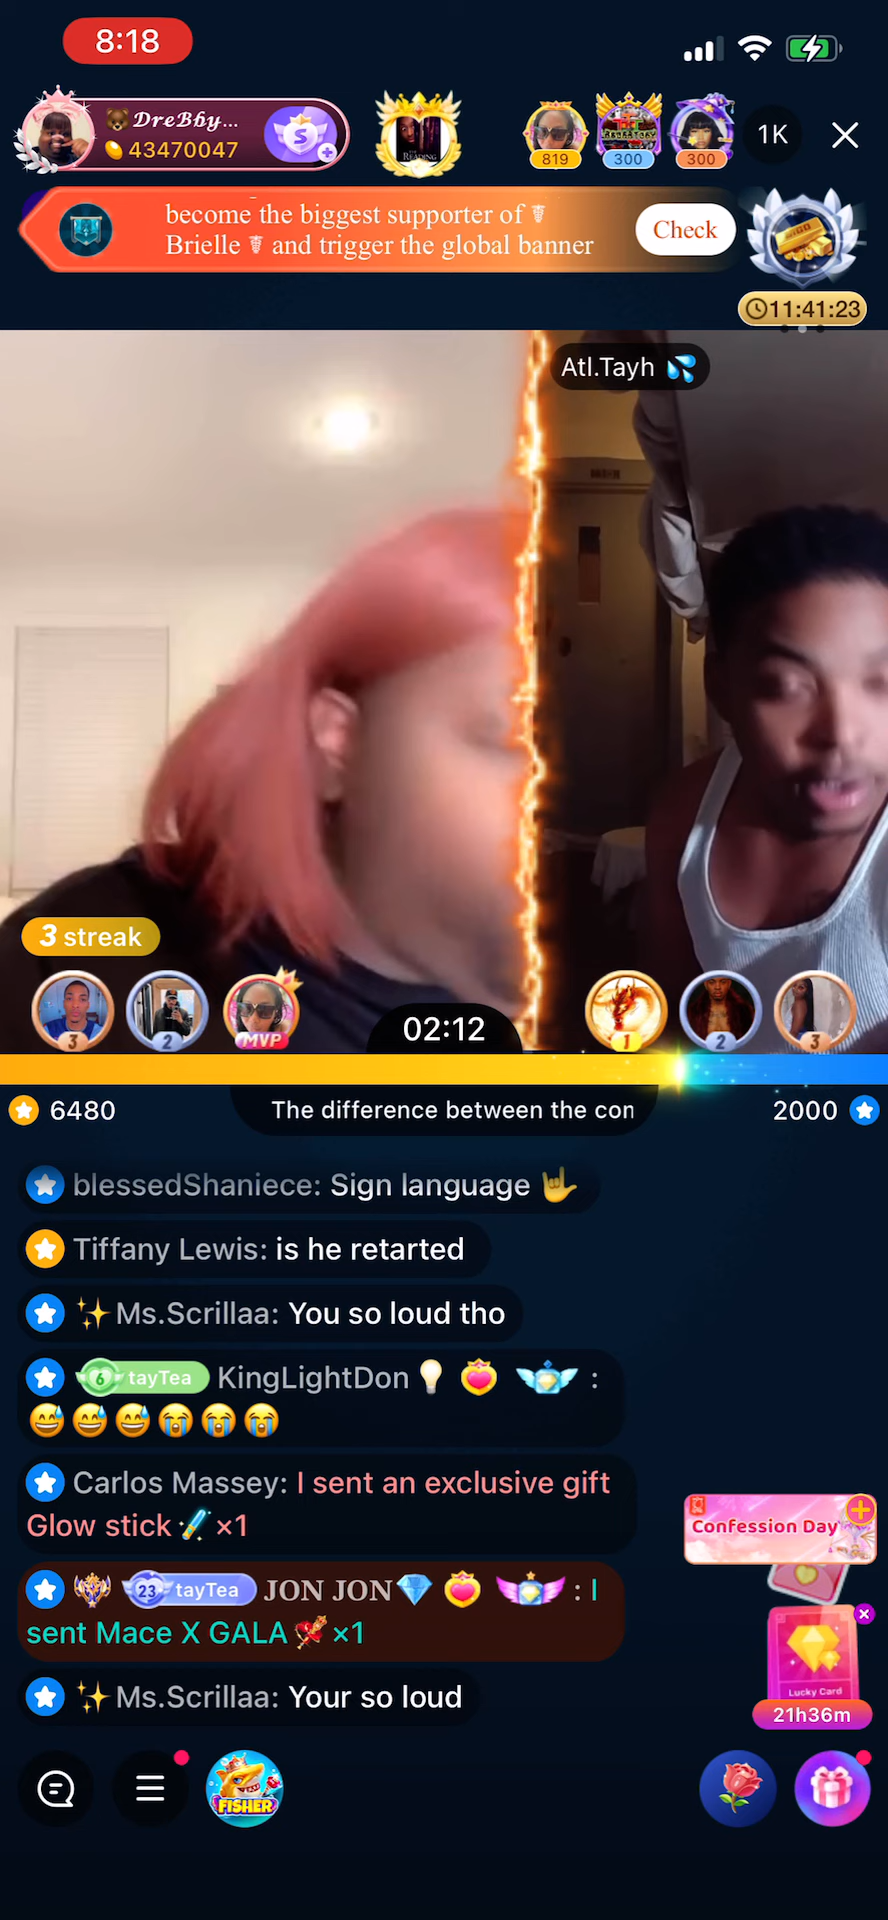 8:18
🐻 𝓓𝓻𝓮𝓑𝓫𝔂...
43470047
S
READING
819
300
300
1K
become the biggest supporter of
Brielle and trigger the global banner
Check
11:41:23
Atl.Tayh 💦
3 streak
3
2
MVP
02:12
1
2
3
6480
The difference between the con
2000
blessedShaniece: Sign language 🤟
Tiffany Lewis: is he retarted
✨Ms.Scrillaa: You so loud tho
6 tayTea KingLightDon💡 :
😅😅😅😭😭😭
Carlos Massey: I sent an exclusive gift
Glow stick ×1
23 tayTea JON JON💎 : I
sent Mace X GALA ×1
✨Ms.Scrillaa: Your so loud
Confession Day
Lucky Card
21h36m
FISHER